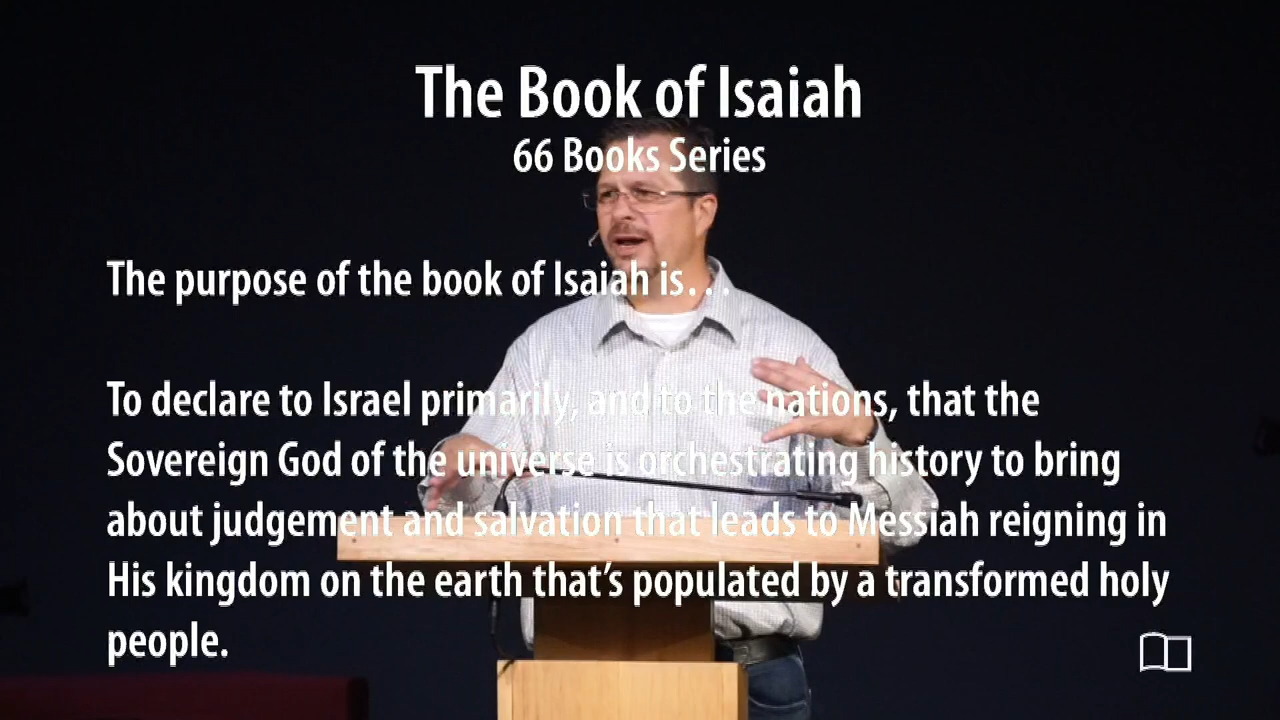 The Book of Isaiah
66 Books Series
The purpose of the book of Isaiah is…
To declare to Israel primarily, and to the nations, that the
Sovereign God of the universe is orchestrating history to bring
about judgement and salvation that leads to Messiah reigning in
His kingdom on the earth that’s populated by a transformed holy
people.